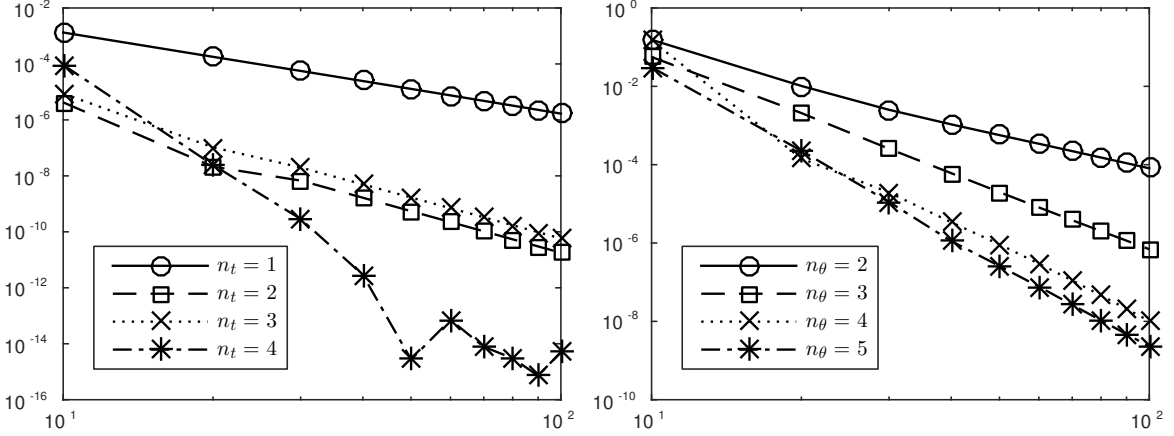 10^-2
10^-4
10^-6
10^-8
10^-10
10^-12
10^-14
10^-16
10^1
10^2
n_t = 1
n_t = 2
n_t = 3
n_t = 4
10^0
10^-2
10^-4
10^-6
10^-8
10^-10
10^1
10^2
n_θ = 2
n_θ = 3
n_θ = 4
n_θ = 5